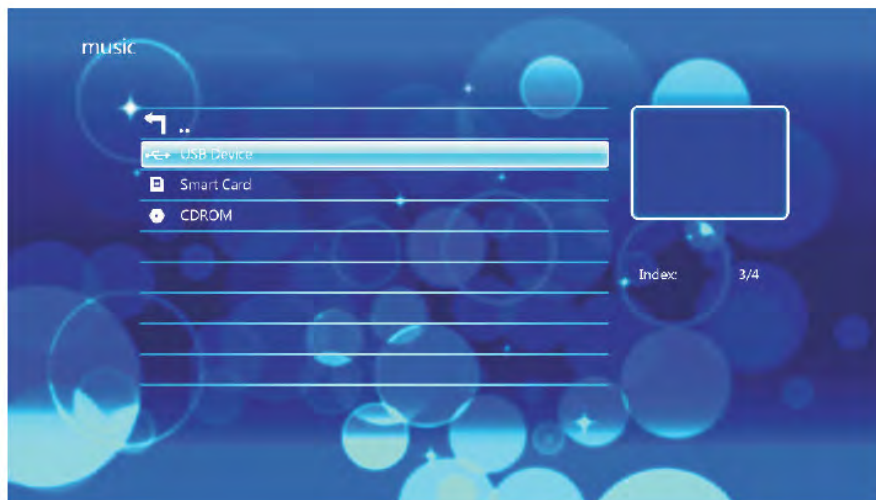 music
..
USB Device
Smart Card
CDROM
Index: 3/4